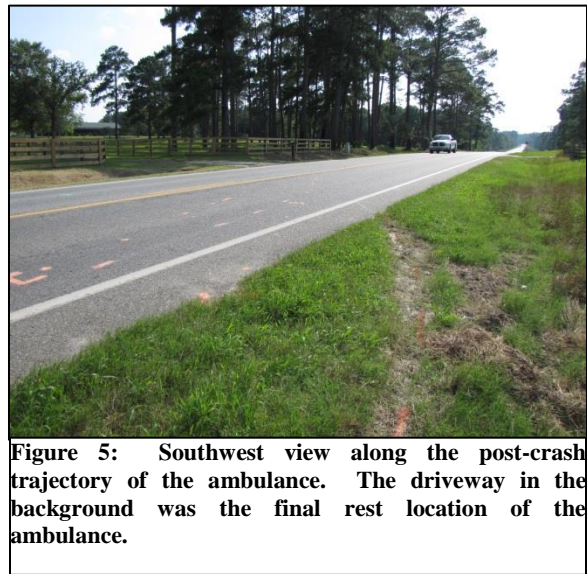 Figure 5: Southwest view along the post-crash
trajectory of the ambulance. The driveway in the
background was the final rest location of the
ambulance.